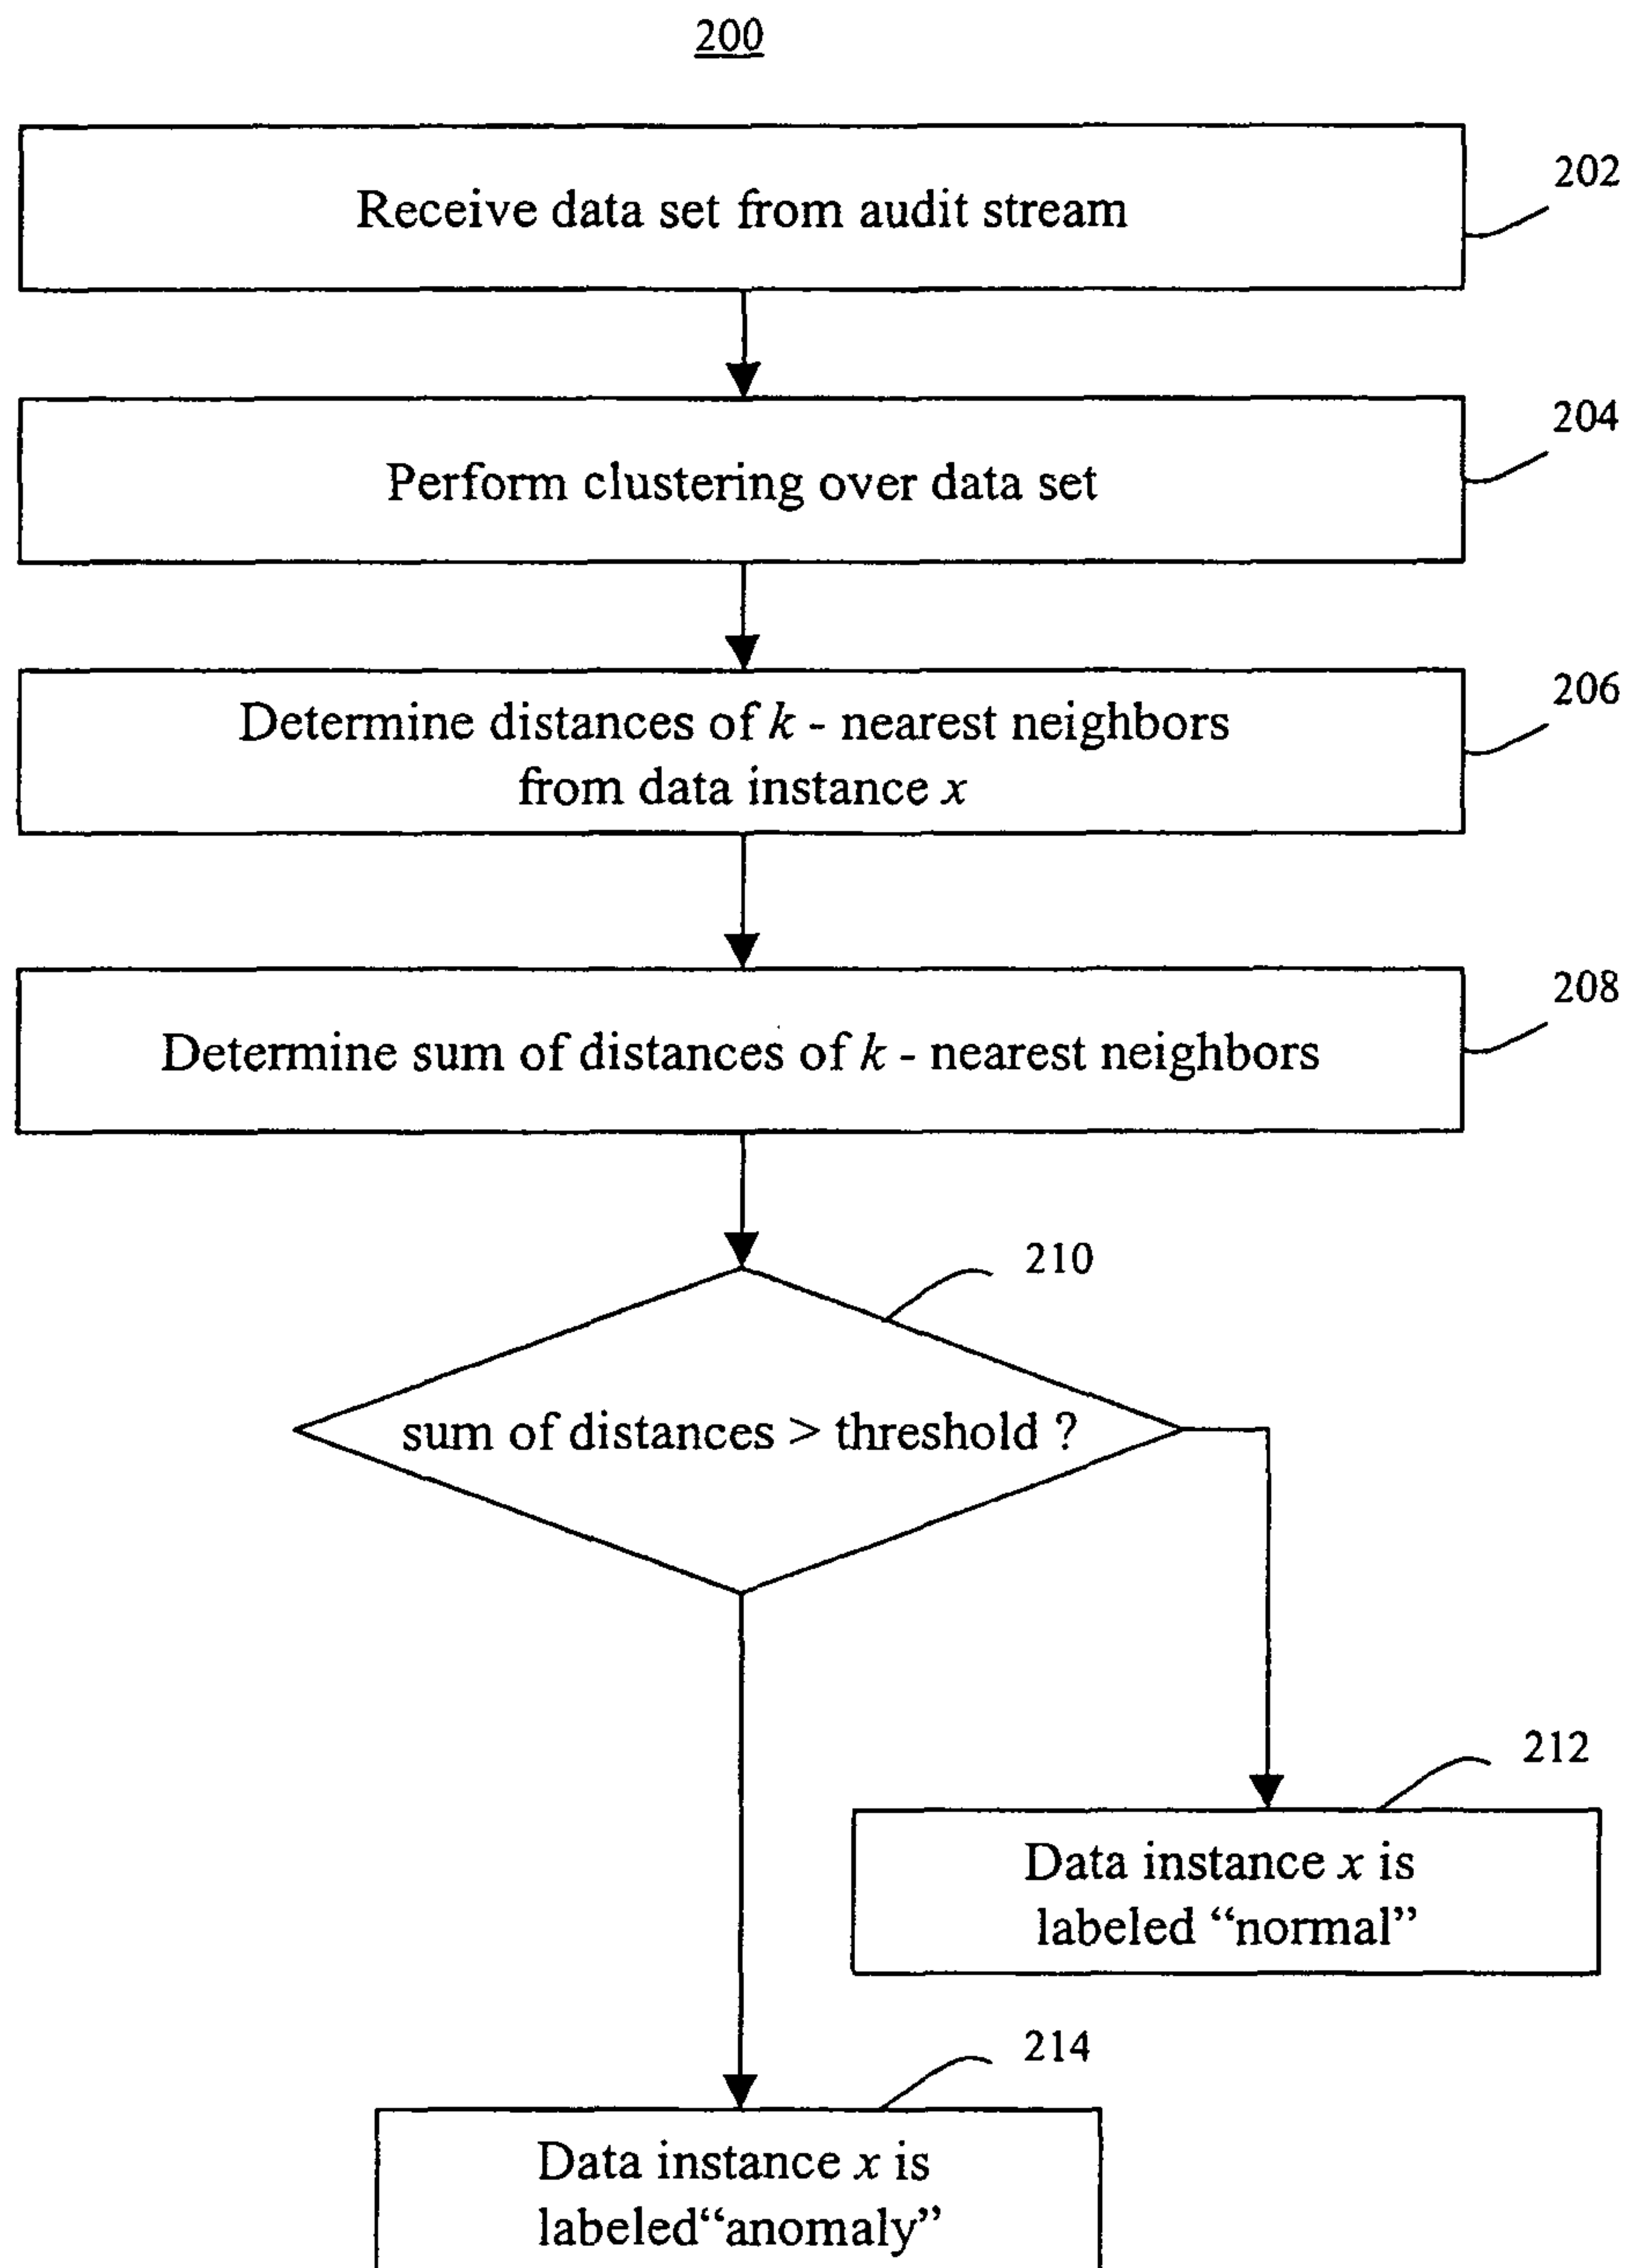 200
Receive data set from audit stream
202
Perform clustering over data set
204
Determine distances of k - nearest neighbors
from data instance x
206
Determine sum of distances of k - nearest neighbors
208
210
sum of distances > threshold ?
212
Data instance x is
labeled “normal”
214
Data instance x is
labeled“anomaly”